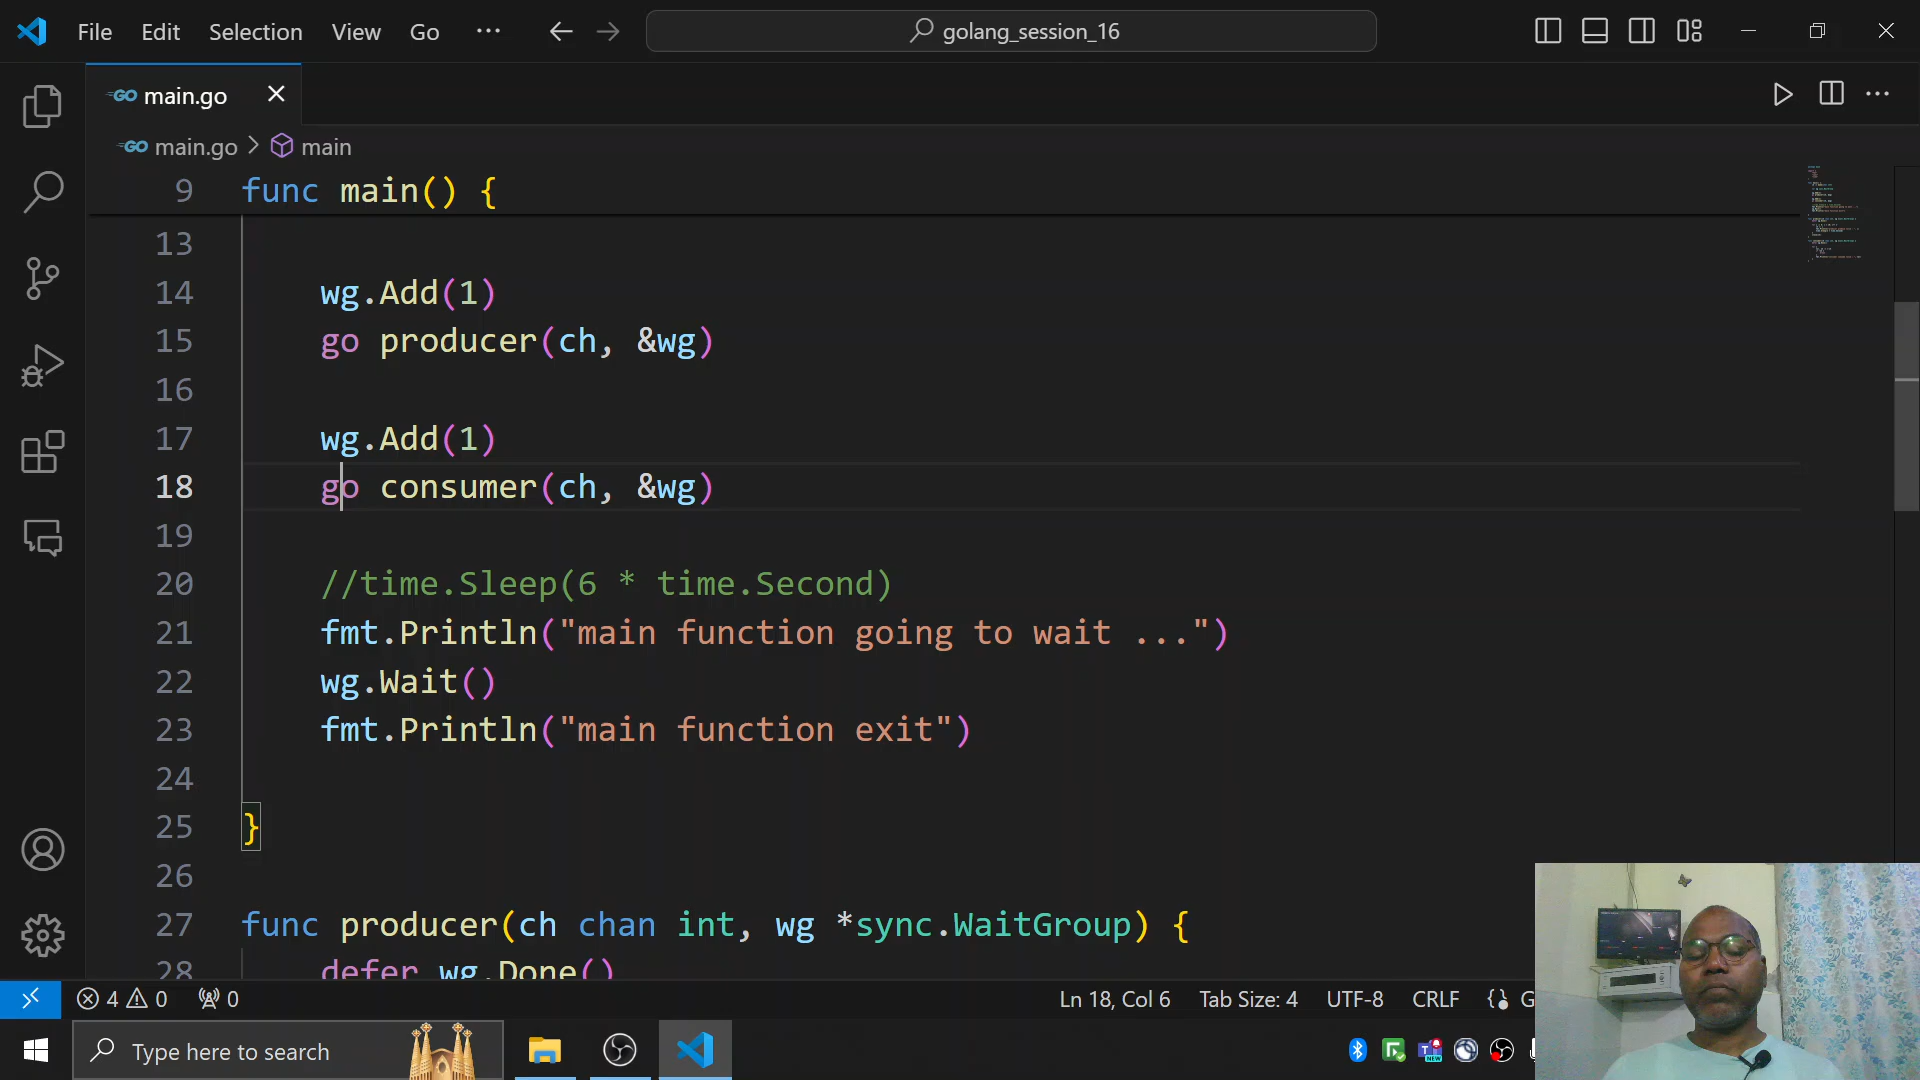 File Edit Selection View Go ... golang_session_16
GO main.go
GO main.go > main
9 func main() {
13
14 wg.Add(1)
15 go producer(ch, &wg)
16
17 wg.Add(1)
18 go consumer(ch, &wg)
19
20 //time.Sleep(6 * time.Second)
21 fmt.Println("main function going to wait ...")
22 wg.Wait()
23 fmt.Println("main function exit")
24
25 }
26
27 func producer(ch chan int, wg *sync.WaitGroup) {
28 defer wg.Done()
4 0 0 Ln 18, Col 6 Tab Size: 4 UTF-8 CRLF {} G
Type here to search NEW